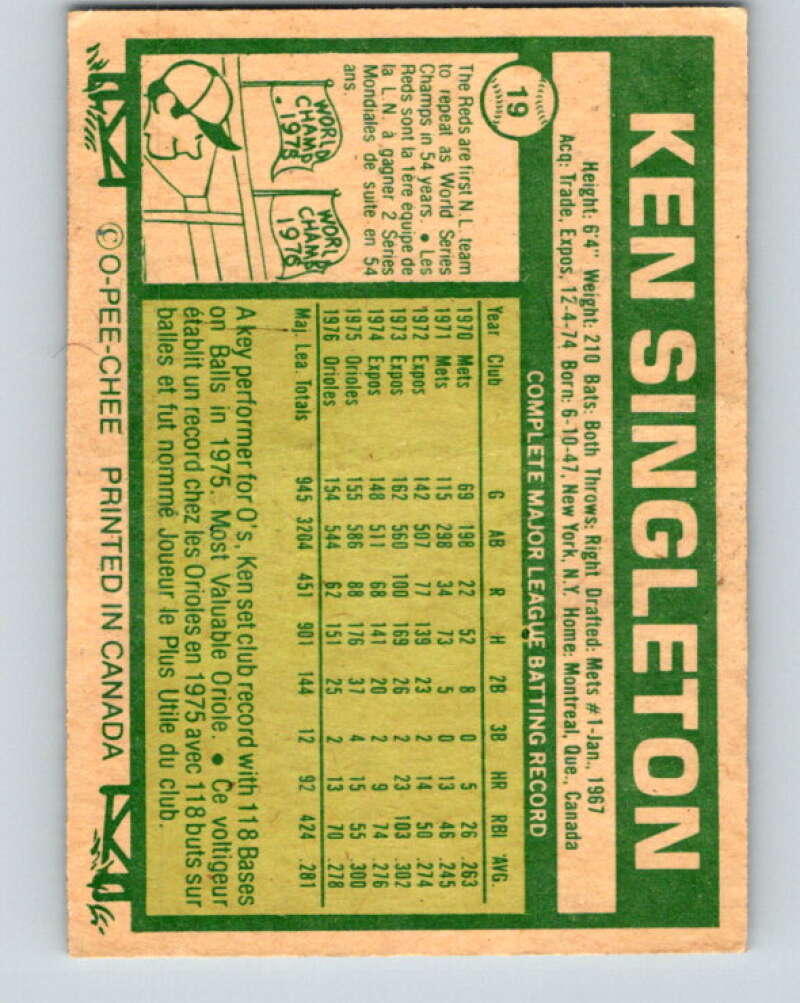 19
KEN SINGLETON
Height: 6'4" Weight: 210 Bats: Both Throws: Right Drafted: Mets #1-Jan., 1967
Acq: Trade, Expos, 12-4-74 Born: 6-10-47, New York, N.Y. Home: Montreal, Que., Canada
COMPLETE MAJOR LEAGUE BATTING RECORD
The Reds are first N.L. team
to repeat as World Series
Champs in 54 years. • Les
Reds sont la 1ère equipe de
la L.N. à gagner 2 Series
Mondiales de suite en 54
ans.
WORLD
CHAMP
1975
WORLD
CHAMP
1976
Year Club G AB R H 2B 3B HR RBI AVG.
1970 Mets 69 198 22 52 8 0 5 26 .263
1971 Mets 115 298 34 73 5 0 13 46 .245
1972 Expos 142 507 77 139 23 2 14 50 .274
1973 Expos 162 560 100 169 26 2 23 103 .302
1974 Expos 148 511 68 141 20 2 9 74 .276
1975 Orioles 155 586 88 176 37 4 15 55 .300
1976 Orioles 154 544 62 151 25 2 13 70 .278
Maj. Lea. Totals 945 3204 451 901 144 12 92 424 .281
A key performer for O's, Ken set club record with 118 Bases
on Balls in 1975. Most Valuable Oriole. • Ce voltigeur
établit un record chez les Orioles en 1975 avec 118 buts sur
balles et fut nommé Joueur le Plus Utile du club.
© O-PEE-CHEE PRINTED IN CANADA